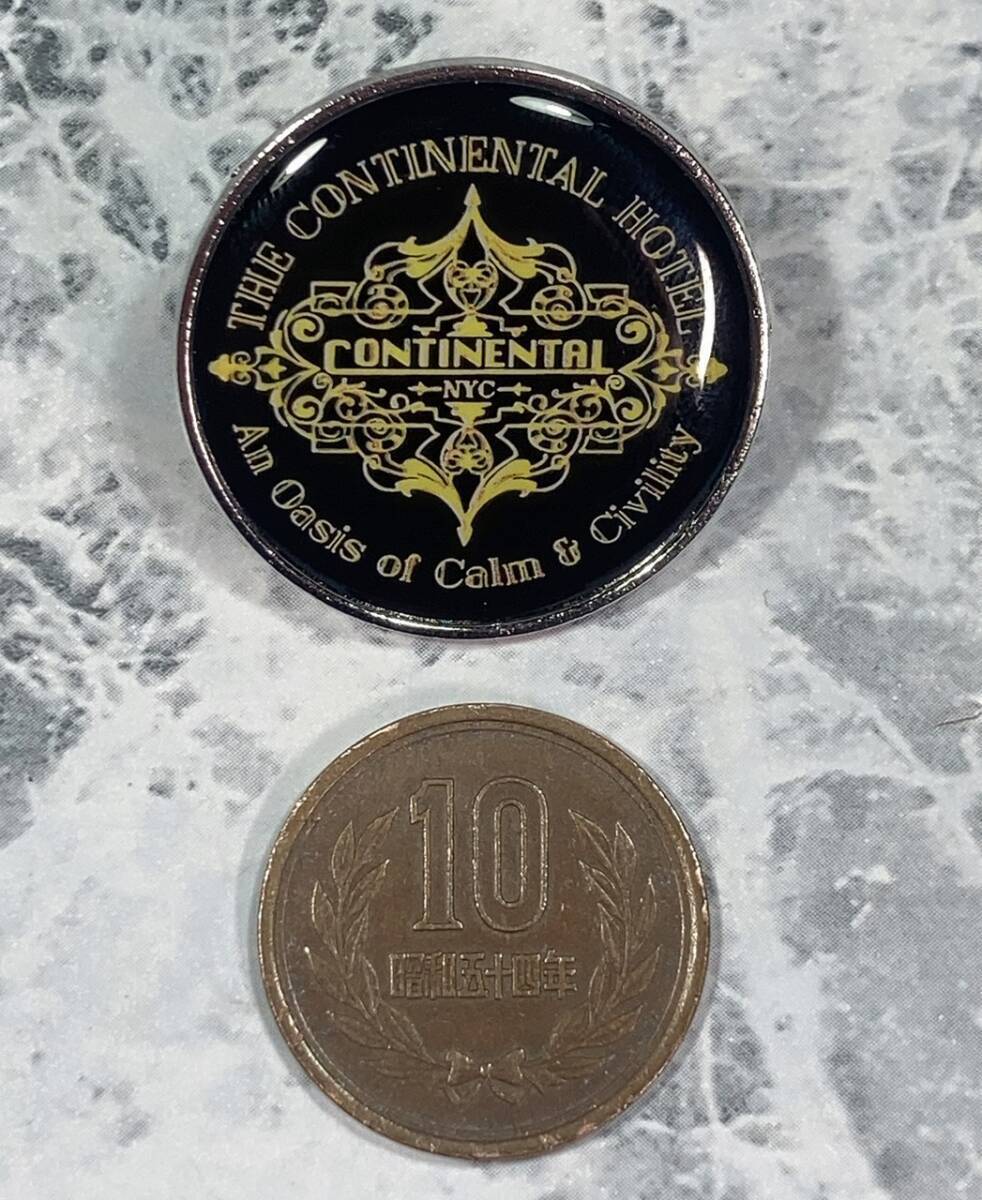 THE CONTINENTAL HOTEL
CONTINENTAL
NYC
An Oasis of Calm & Civility
10
昭和五十四年